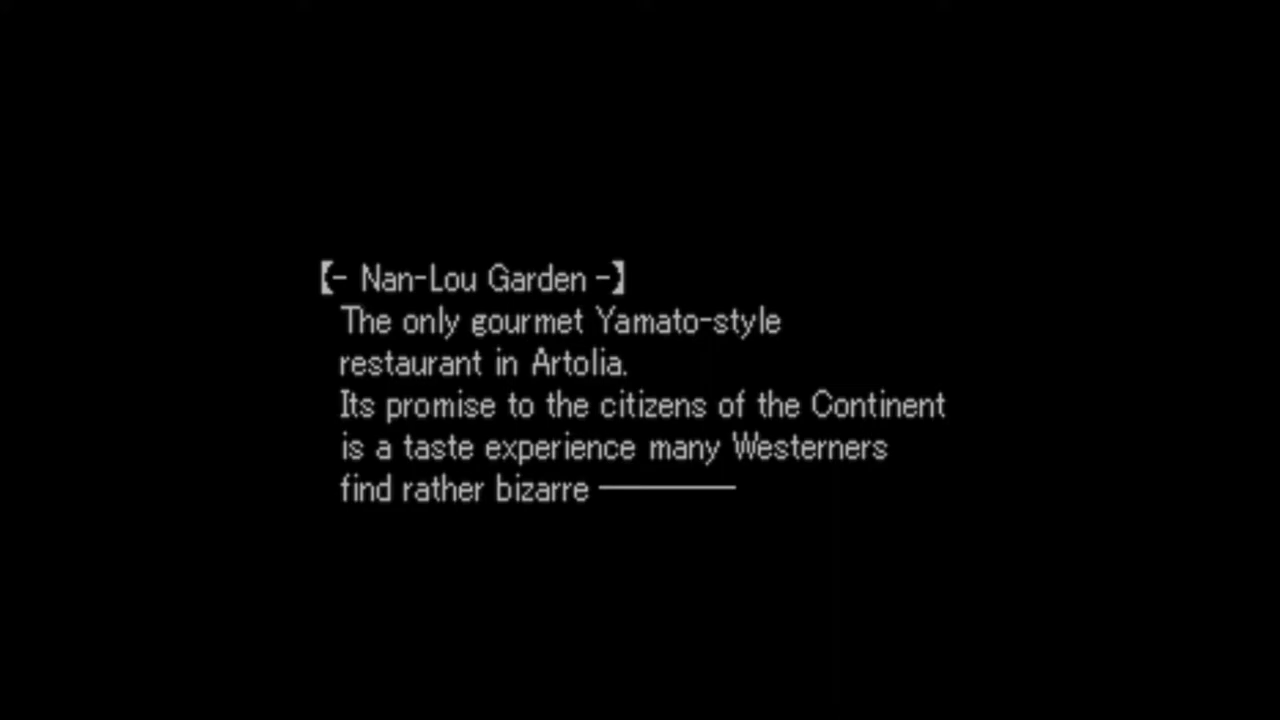 【- Nan-Lou Garden -】
The only gourmet Yamato-style
restaurant in Artolia.
Its promise to the citizens of the Continent
is a taste experience many Westerners
find rather bizarre ————